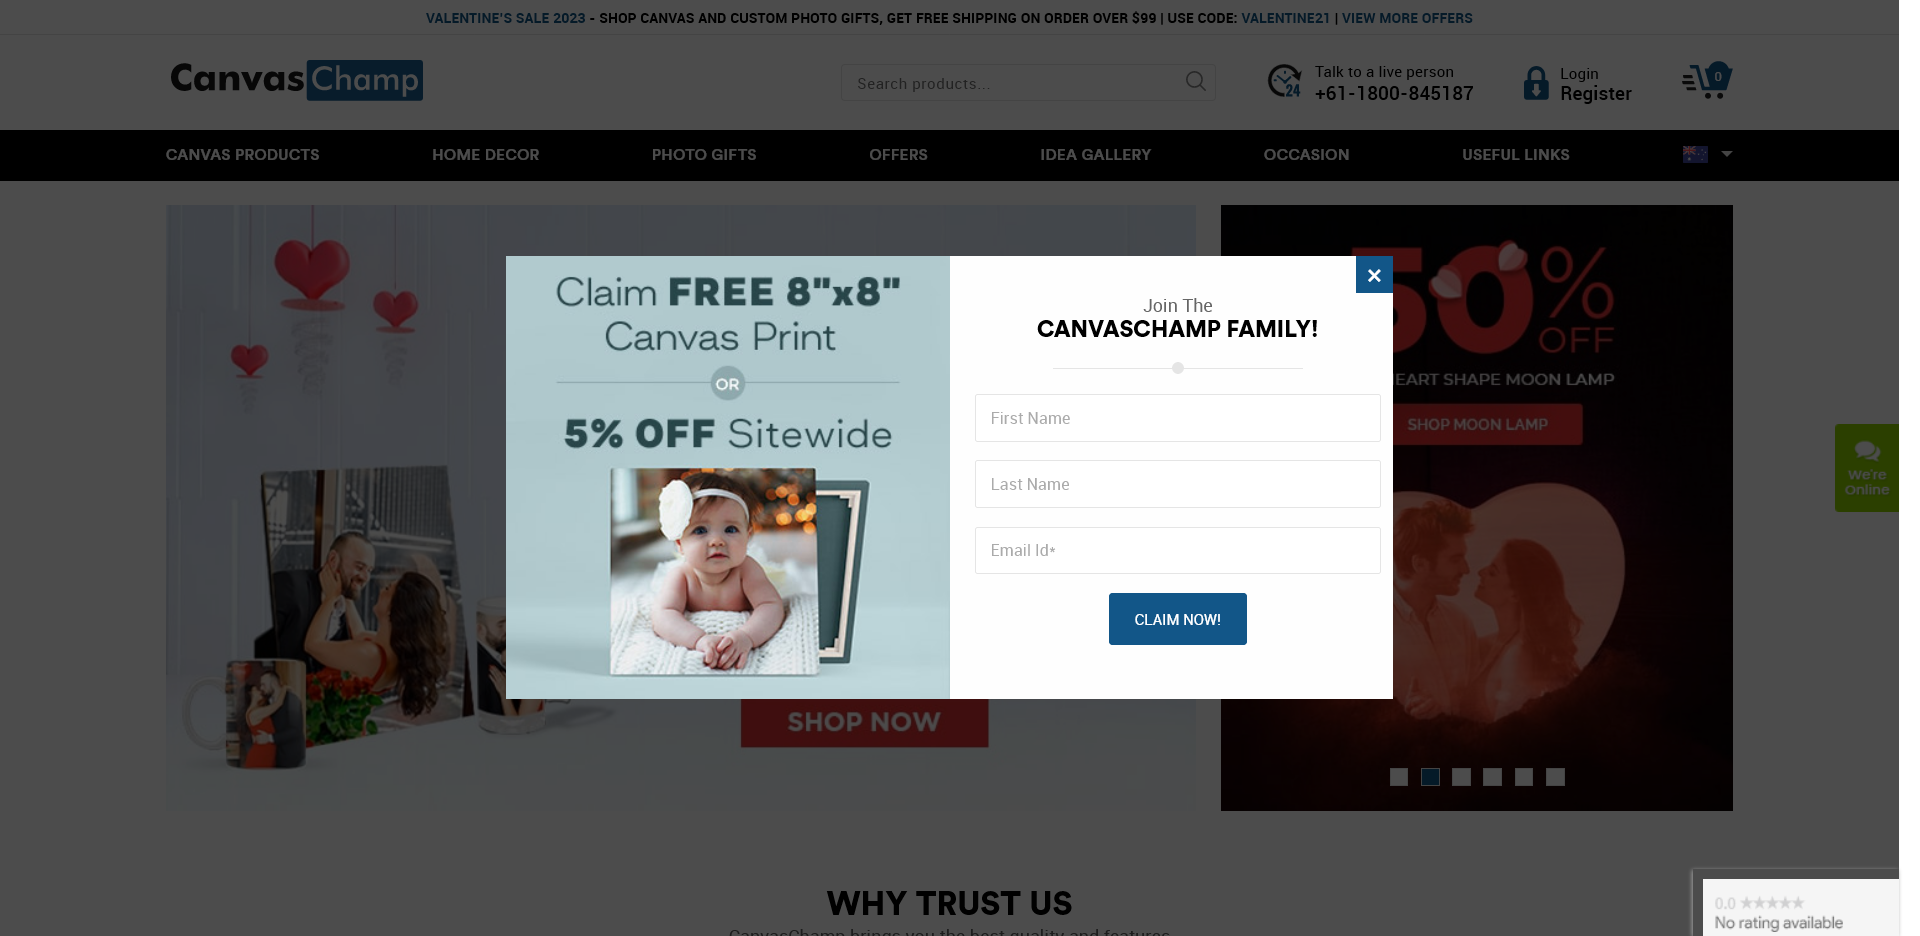 VALENTINE'S SALE 2023 - SHOP CANVAS AND CUSTOM PHOTO GIFTS, GET FREE SHIPPING ON ORDER OVER $99 | USE CODE: VALENTINE21 | VIEW MORE OFFERS
CanvasChamp
Search products...
24
Talk to a live person
+61-1800-845187
Login
Register
0
CANVAS PRODUCTS
HOME DECOR
PHOTO GIFTS
OFFERS
IDEA GALLERY
OCCASION
USEFUL LINKS
Claim FREE 8"x8"
Canvas Print
OR
5% OFF Sitewide
×
Join The
CANVASCHAMP FAMILY!
First Name
Last Name
Email Id*
CLAIM NOW!
50%
OFF
EART SHAPE MOON LAMP
SHOP MOON LAMP
We're
Online
SHOP NOW
WHY TRUST US
CanvasChamp brings you the best quality and features
0.0 ★★★★★
No rating available